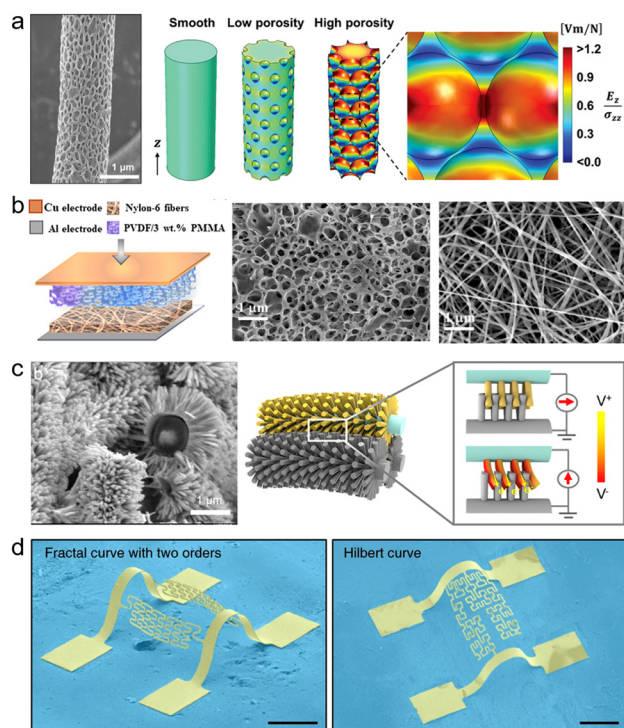 a
Smooth
Low porosity
High porosity
[Vm/N]
>1.2
0.9
0.6
0.3
<0.0
E_z
σ_zz
z
1 μm
b
Cu electrode
Nylon-6 fibers
Al electrode
PVDF/3 wt.% PMMA
1 μm
1 μm
c
b
1 μm
V+
V-
d
Fractal curve with two orders
Hilbert curve